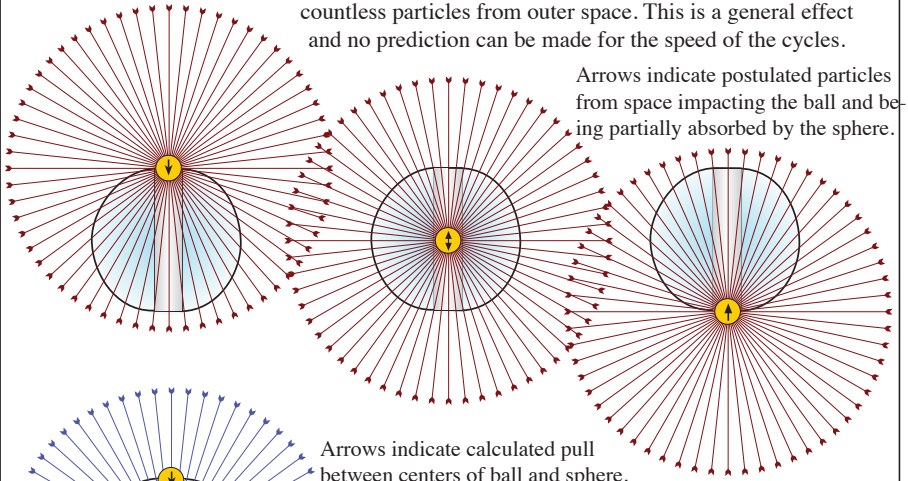 countless particles from outer space. This is a general effect
and no prediction can be made for the speed of the cycles.
Arrows indicate postulated particles
from space impacting the ball and be-
ing partially absorbed by the sphere.
Arrows indicate calculated pull
between centers of ball and sphere.